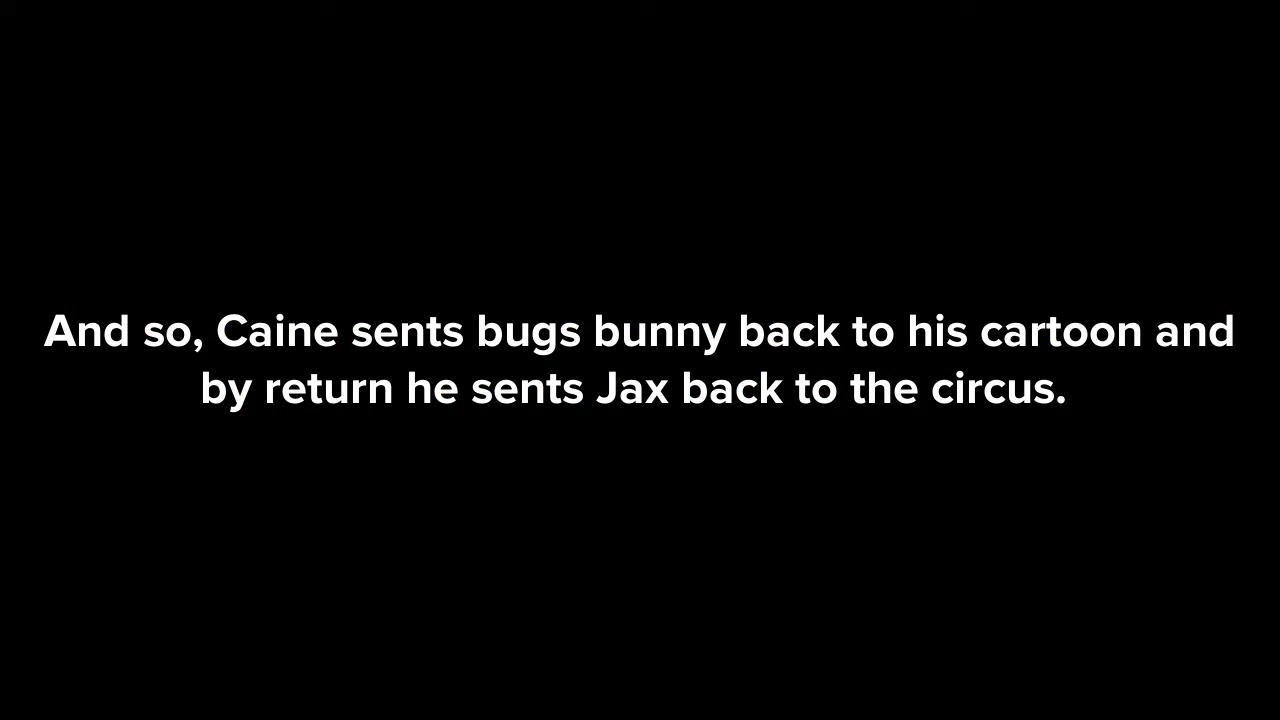 And so, Caine sents bugs bunny back to his cartoon and
by return he sents Jax back to the circus.